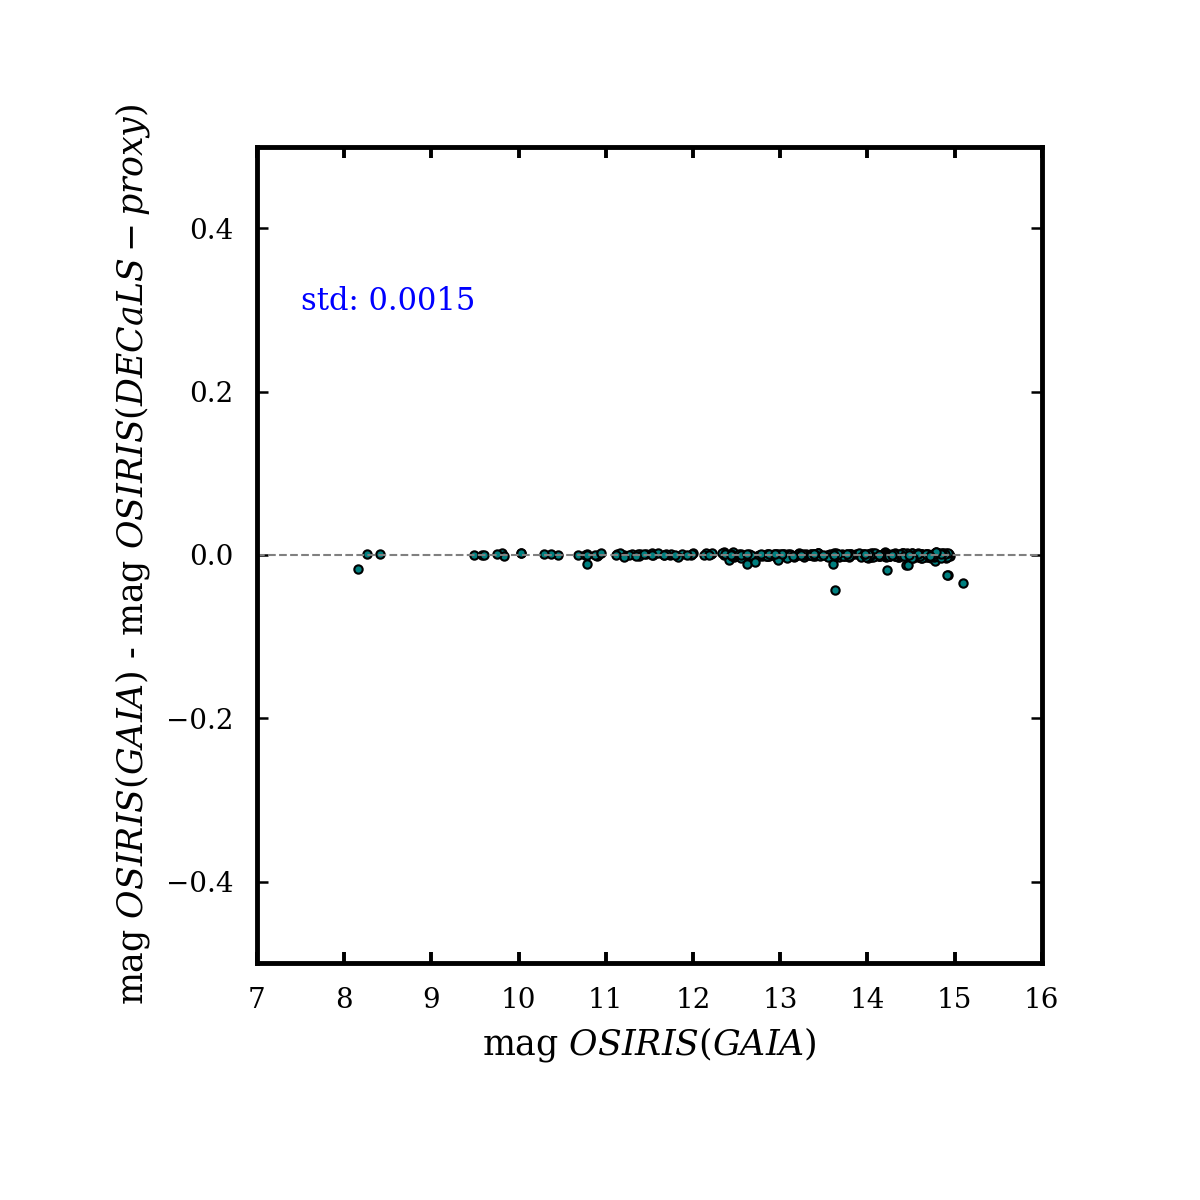 mag OSIRIS(GAIA) - mag OSIRIS(DECaLS − proxy)
0.4
0.2
0.0
−0.2
−0.4
std: 0.0015
7 8 9 10 11 12 13 14 15 16
mag OSIRIS(GAIA)